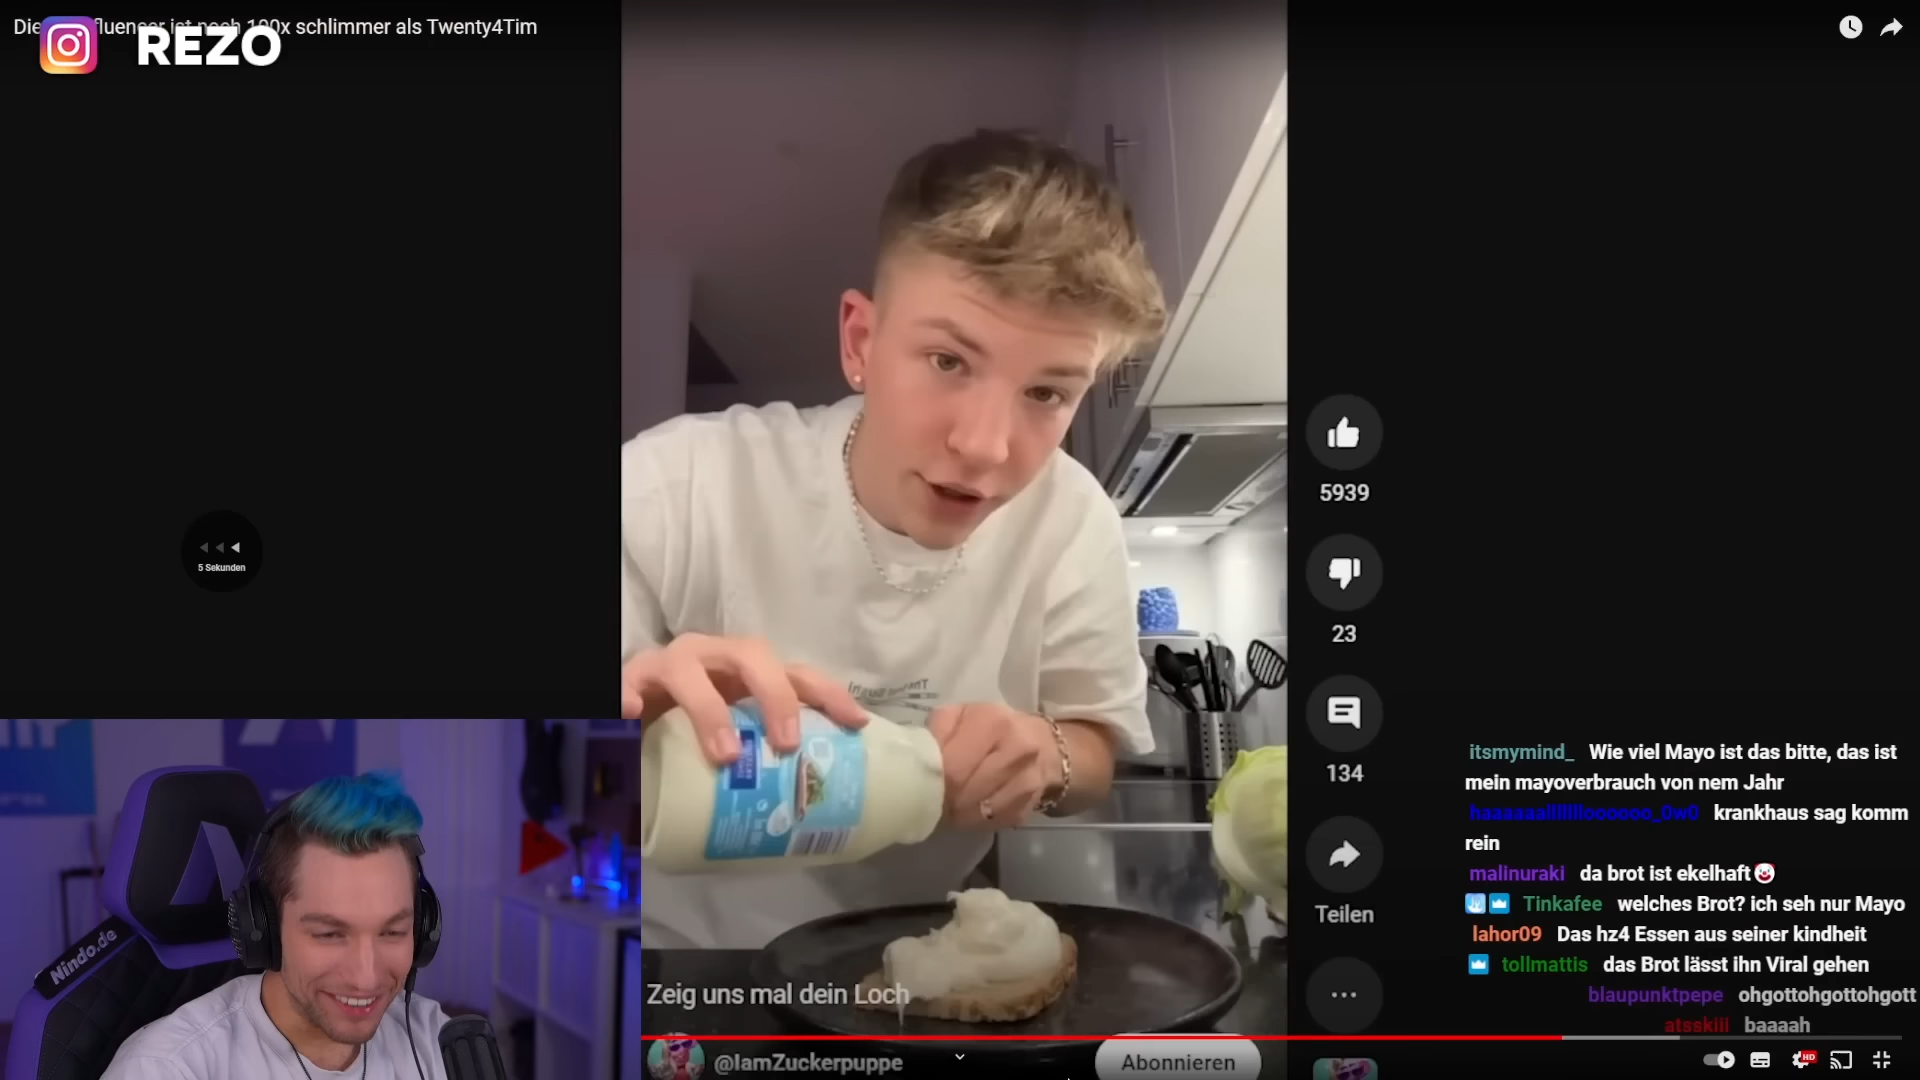 Die
fluencer ist noch 100x schlimmer als Twenty4Tim
REZO
5 Sekunden
5939
23
134
Teilen
Nindo.de
Zeig uns mal dein Loch
@IamZuckerpuppe
Abonnieren
itsmymind_ Wie viel Mayo ist das bitte, das ist
mein mayoverbrauch von nem Jahr
krankhaus sag komm
rein
malinuraki da brot ist ekelhaft
Tinkafee welches Brot? ich seh nur Mayo
lahor09 Das hz4 Essen aus seiner kindheit
tollmattis das Brot lässt ihn Viral gehen
blaupunktpepe ohgottohgottohgott
atsskiii baaaah
HD